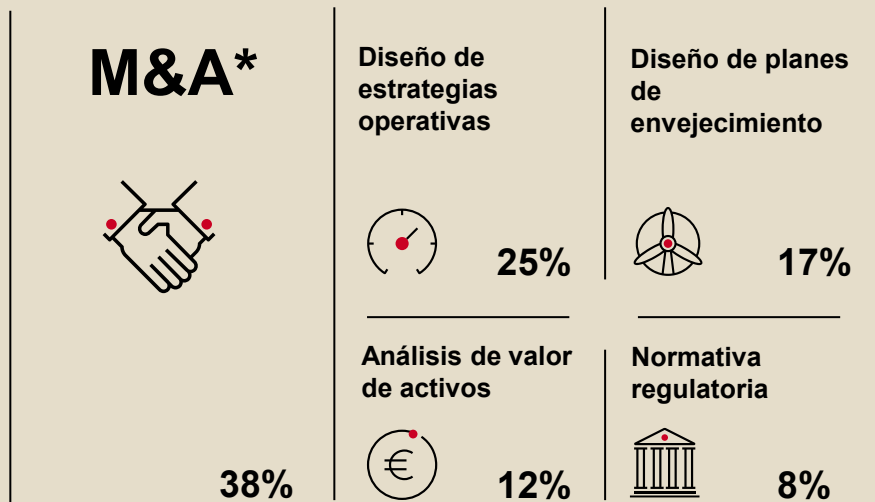 M&A*
38%
Diseño de
estrategias
operativas
25%
Diseño de planes
de
envejecimiento
17%
Análisis de valor
de activos
€
12%
Normativa
regulatoria
8%